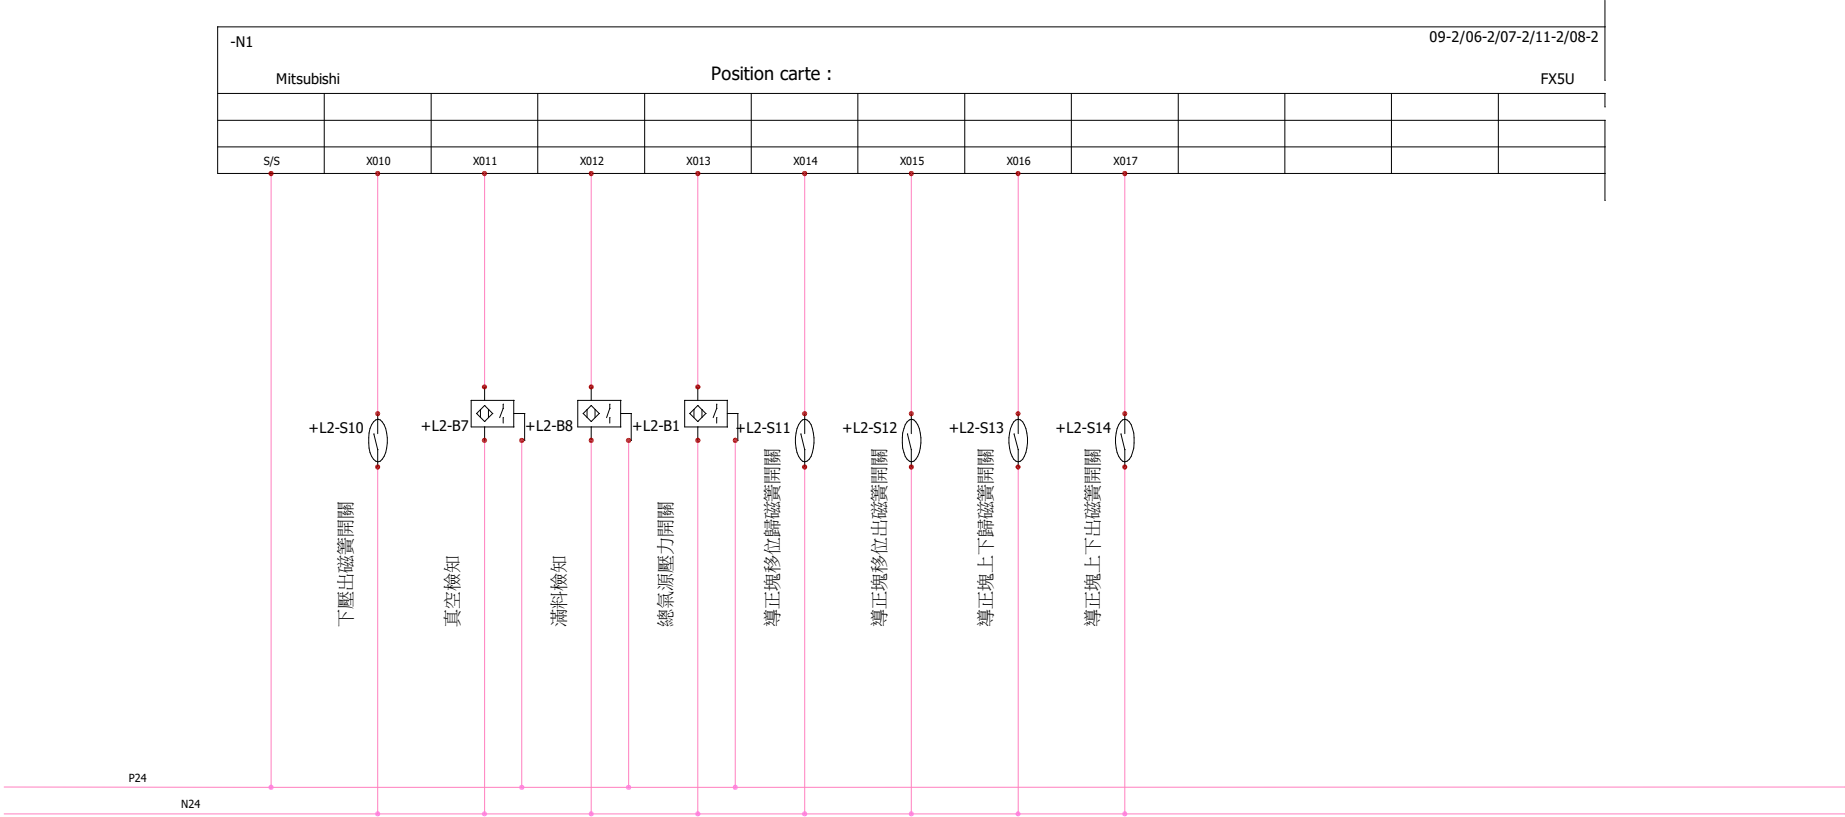 -N1
09-2/06-2/07-2/11-2/08-2
Mitsubishi
Position carte :
FX5U
S/S
X010
X011
X012
X013
X014
X015
X016
X017
+L2-S10
+L2-B7
+L2-B8
+L2-B1
+L2-S11
+L2-S12
+L2-S13
+L2-S14
下壓出磁簧開關
真空檢知
滿料檢知
總氣源壓力開關
導正塊移位歸磁簧開關
導正塊移位出磁簧開關
導正塊上下歸磁簧開關
導正塊上下出磁簧開關
P24
N24